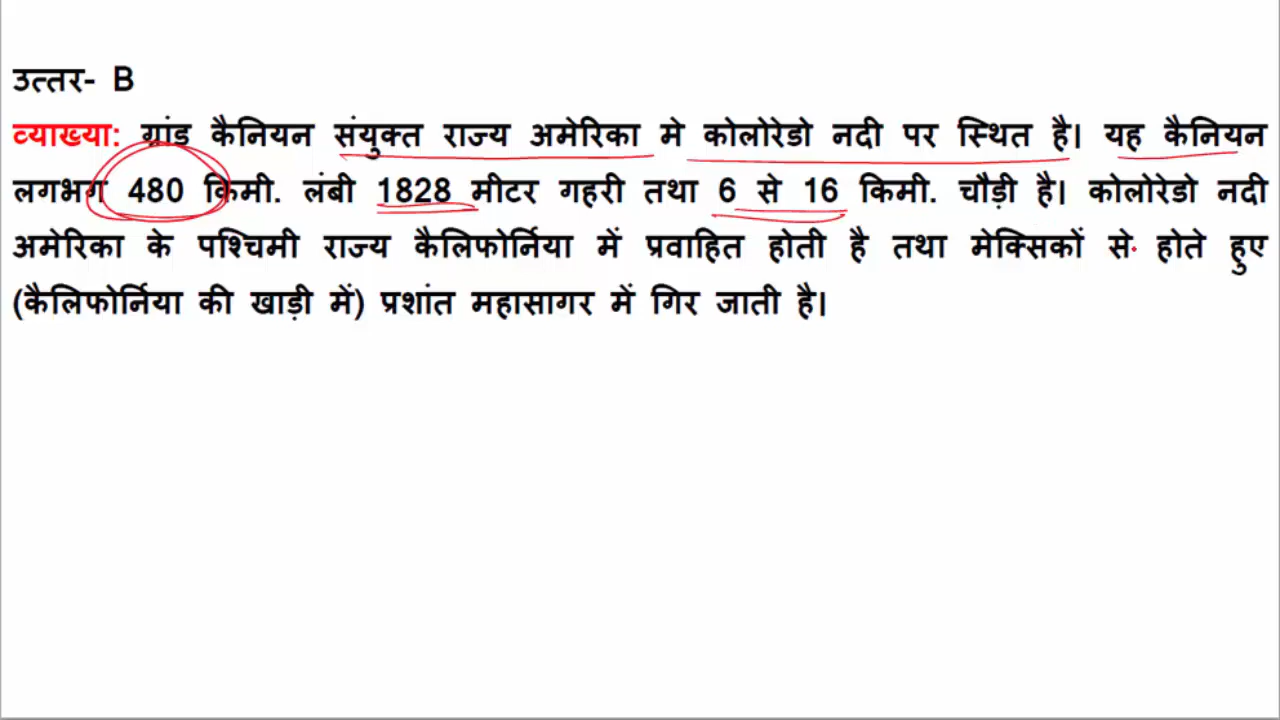 उत्तर- B
व्याख्या: ग्रांड कैनियन संयुक्त राज्य अमेरिका मे कोलोरेडो नदी पर स्थित है। यह कैनियन
लगभग 480 किमी. लंबी 1828 मीटर गहरी तथा 6 से 16 किमी. चौड़ी है। कोलोरेडो नदी
अमेरिका के पश्चिमी राज्य कैलिफोर्निया में प्रवाहित होती है तथा मेक्सिकों से होते हुए
(कैलिफोर्निया की खाड़ी में) प्रशांत महासागर में गिर जाती है।